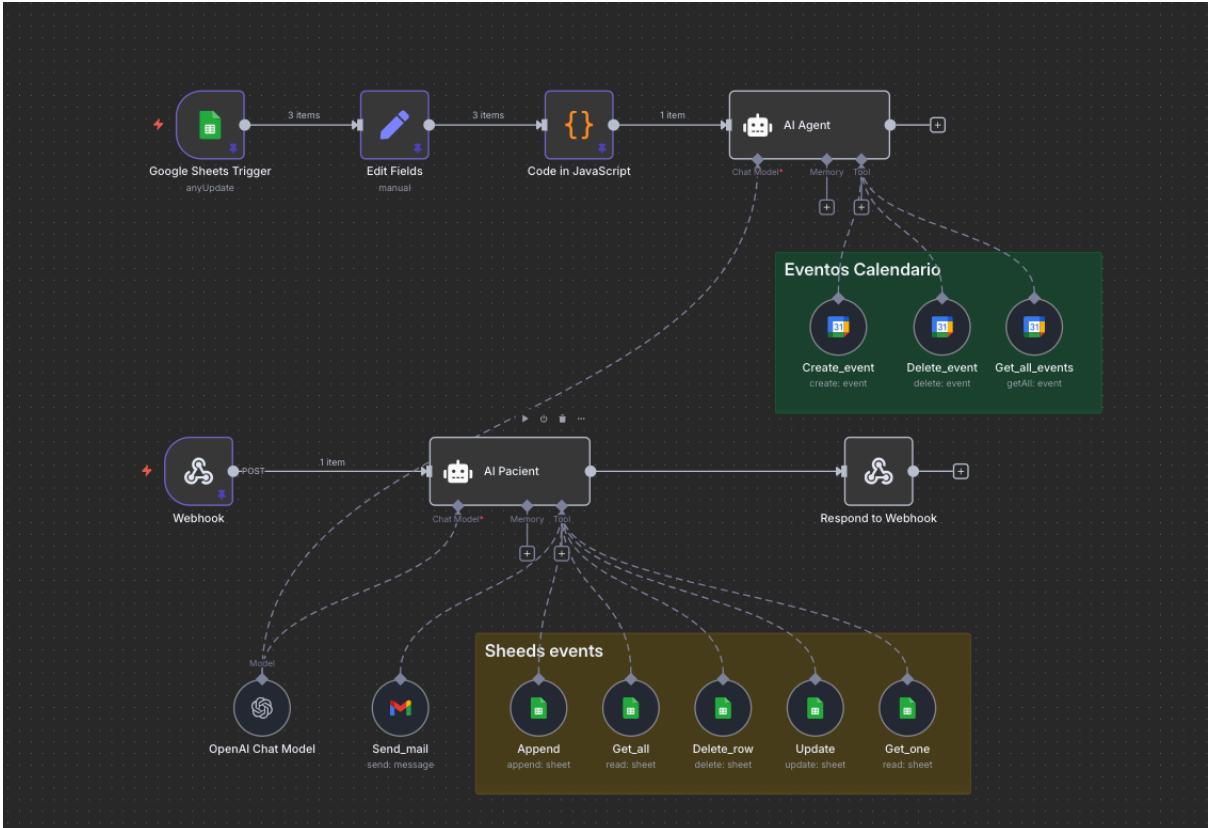 3 items
3 items
1 item
AI Agent
Google Sheets Trigger
anyUpdate
Edit Fields
manual
Code in JavaScript
Chat Model*
Memory
Tool
Eventos Calendario
31
31
31
Create_event
create: event
Delete_event
delete: event
Get_all_events
getAll: event
POST
1 item
AI Pacient
Webhook
Chat Model*
Memory
Tool
Respond to Webhook
Sheeds events
Model
OpenAI Chat Model
Send_mail
send: message
Append
append: sheet
Get_all
read: sheet
Delete_row
delete: sheet
Update
update: sheet
Get_one
read: sheet